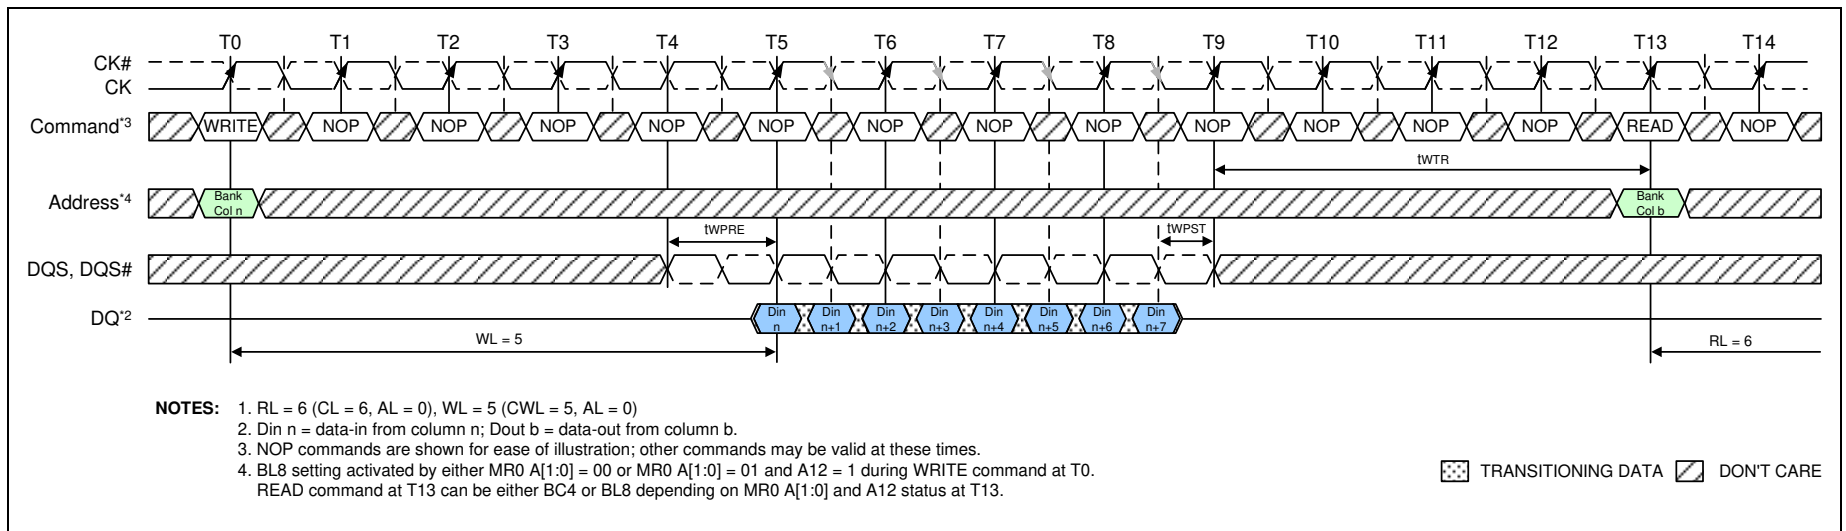 T0 T1 T2 T3 T4 T5 T6 T7 T8 T9 T10 T11 T12 T13 T14
CK#
CK
Command*3 WRITE NOP NOP NOP NOP NOP NOP NOP NOP NOP NOP NOP NOP READ NOP
tWTR
Address*4 Bank Bank
Col n Col b
tWPRE tWPST
DQS, DQS#
DQ*2 Din Din Din Din Din Din Din Din
n n+1 n+2 n+3 n+4 n+5 n+6 n+7
WL = 5 RL = 6
NOTES: 1. RL = 6 (CL = 6, AL = 0), WL = 5 (CWL = 5, AL = 0)
2. Din n = data-in from column n; Dout b = data-out from column b.
3. NOP commands are shown for ease of illustration; other commands may be valid at these times.
4. BL8 setting activated by either MR0 A[1:0] = 00 or MR0 A[1:0] = 01 and A12 = 1 during WRITE command at T0.
READ command at T13 can be either BC4 or BL8 depending on MR0 A[1:0] and A12 status at T13.
TRANSITIONING DATA DON'T CARE